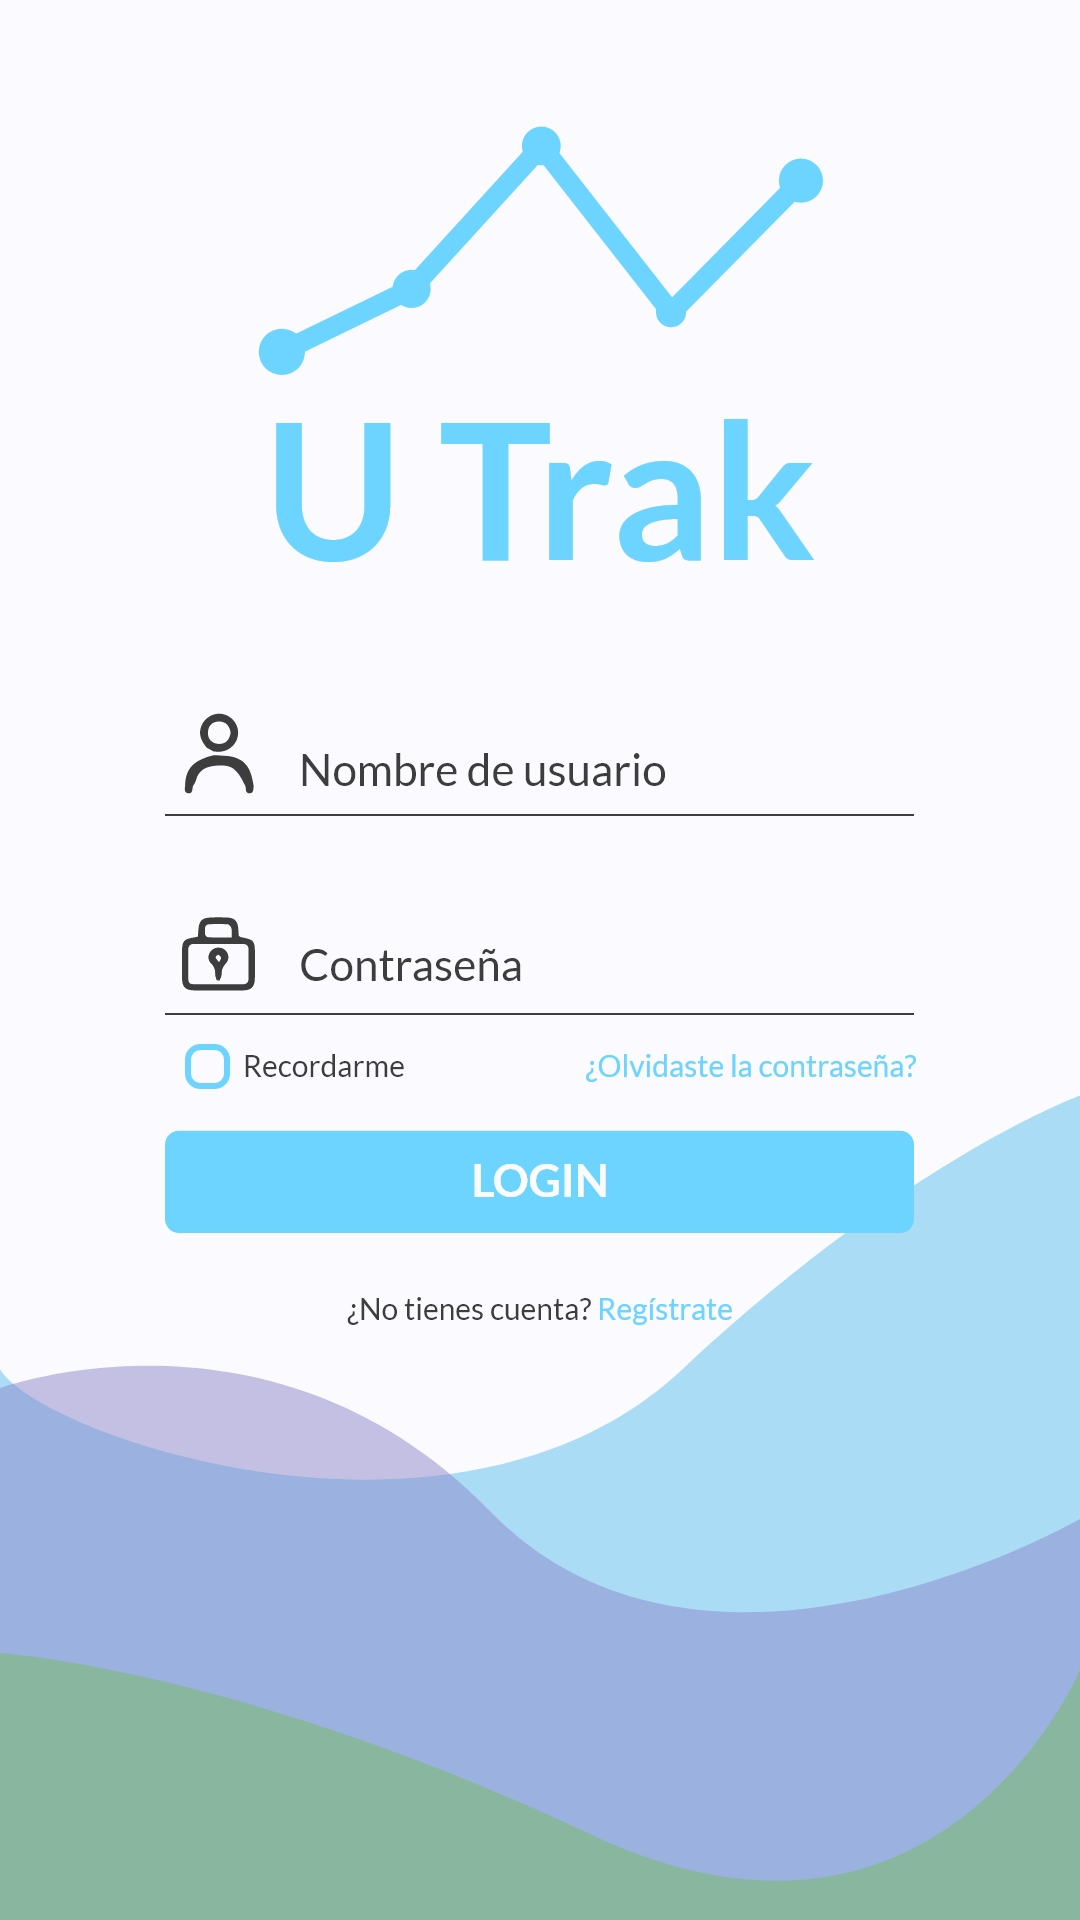 U Trak
Nombre de usuario
Contraseña
Recordarme
¿Olvidaste la contraseña?
LOGIN
¿No tienes cuenta? Regístrate